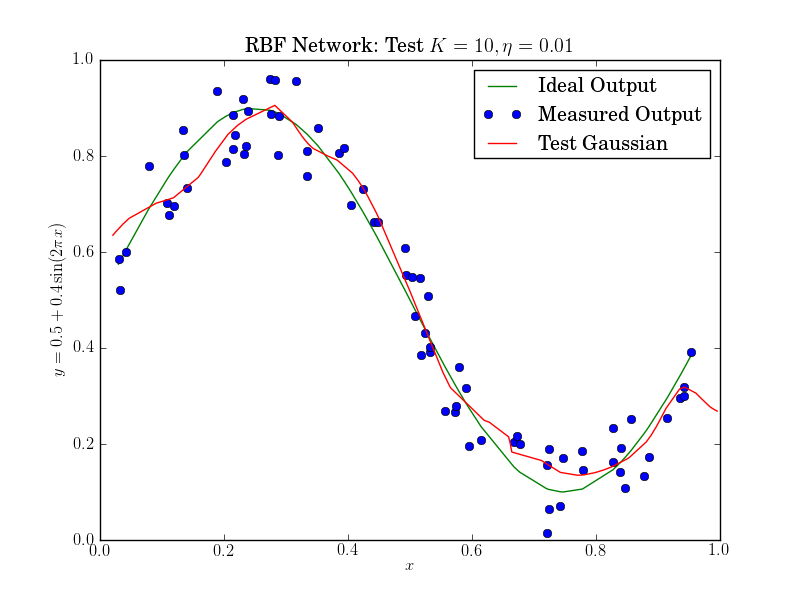 RBF Network: Test K = 10, η = 0.01
1.0
0.8
0.6
0.4
0.2
0.0
y = 0.5 + 0.4 sin(2πx)
Ideal Output
Measured Output
Test Gaussian
0.0 0.2 0.4 0.6 0.8 1.0
x